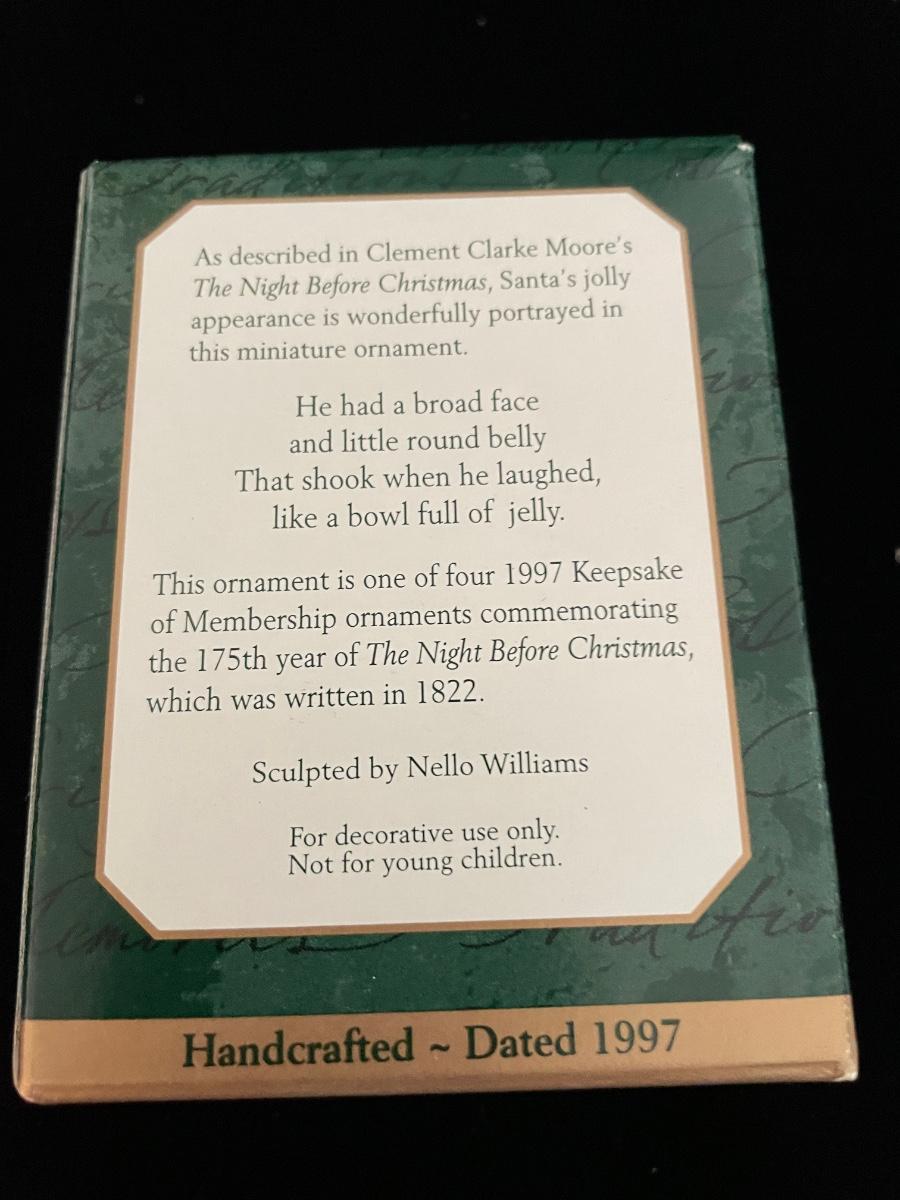 As described in Clement Clarke Moore's
The Night Before Christmas, Santa's jolly
appearance is wonderfully portrayed in
this miniature ornament.
He had a broad face
and little round belly
That shook when he laughed,
like a bowl full of jelly.
This ornament is one of four 1997 Keepsake
of Membership ornaments commemorating
the 175th year of The Night Before Christmas,
which was written in 1822.
Sculpted by Nello Williams
For decorative use only.
Not for young children.
Handcrafted ~ Dated 1997